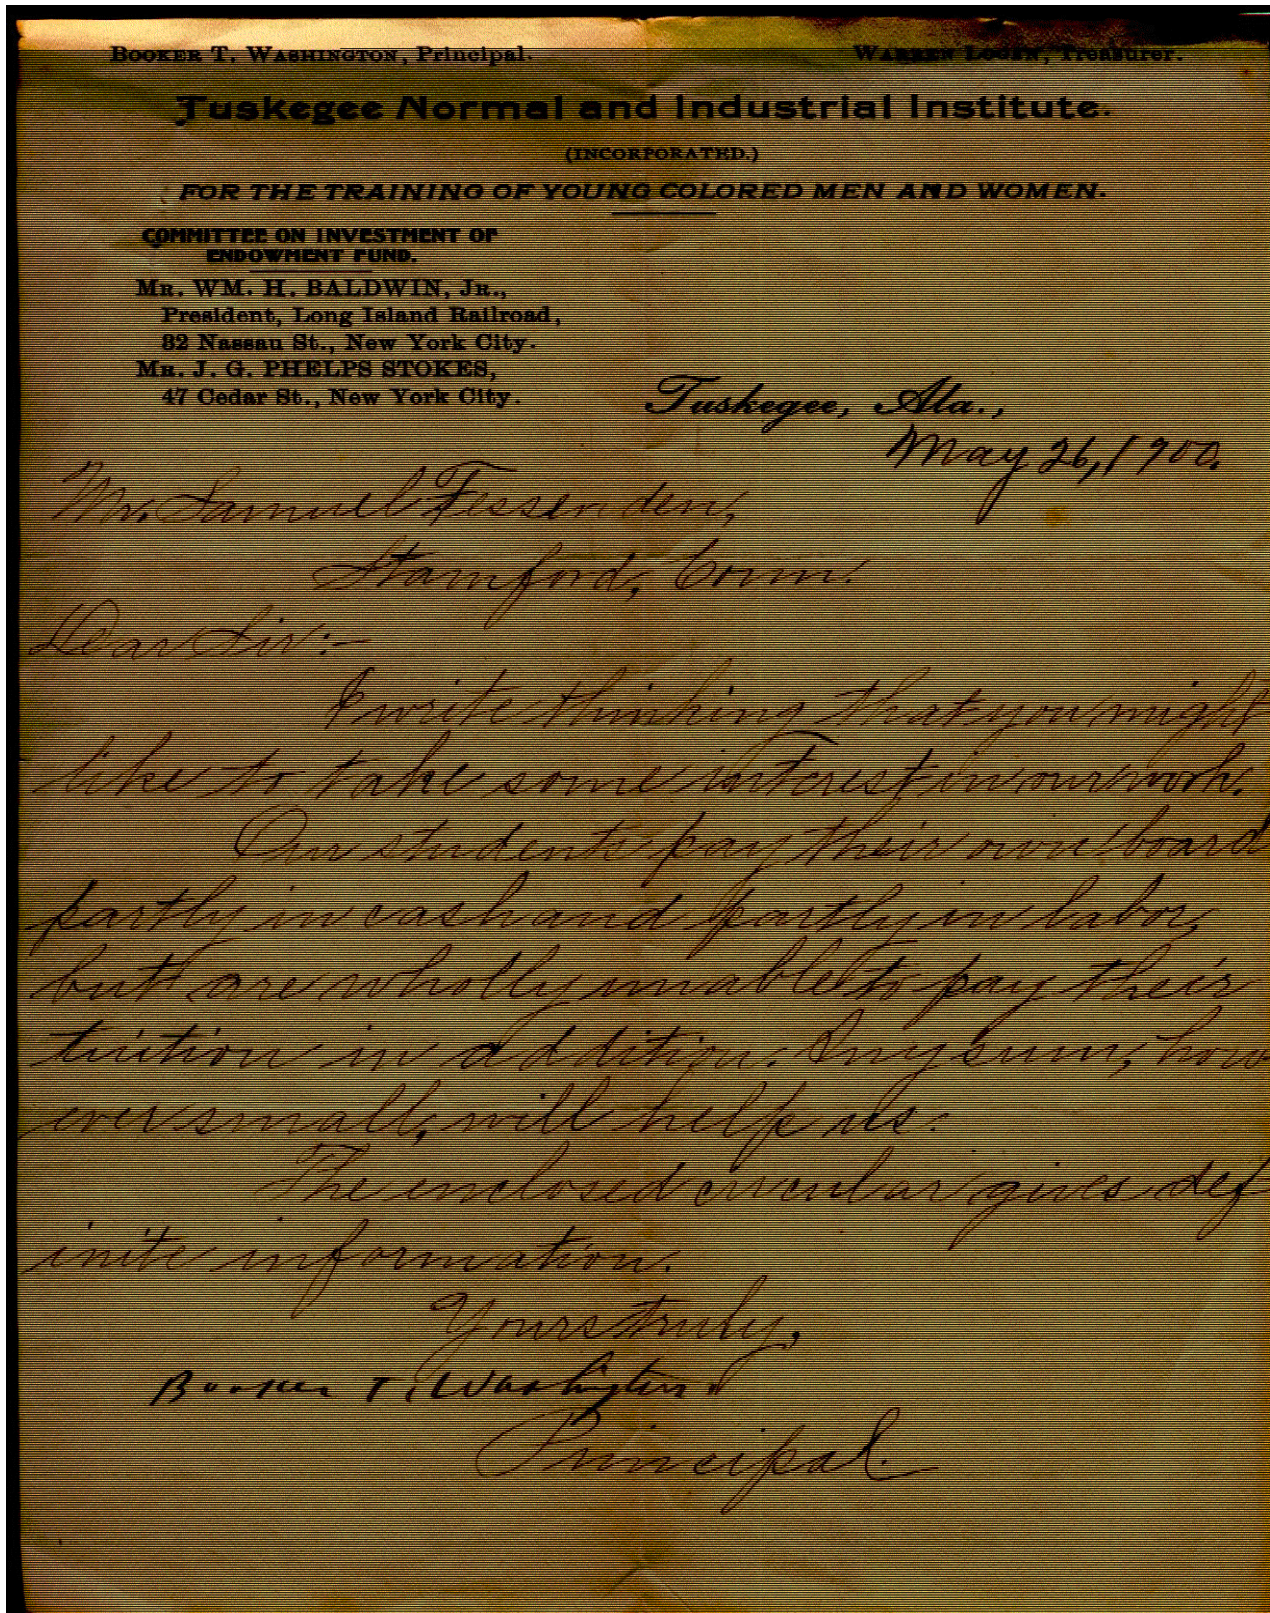 BOOKER T. WASHINGTON, Principal. WARREN LOGAN, Treasurer.
Tuskegee Normal and Industrial Institute.
(INCORPORATED.)
FOR THE TRAINING OF YOUNG COLORED MEN AND WOMEN.
COMMITTEE ON INVESTMENT OF
ENDOWMENT FUND.
MR. WM. H. BALDWIN, JR.,
President, Long Island Railroad,
82 Nassau St., New York City.
MR. J. G. PHELPS STOKES,
47 Cedar St., New York City.
Tuskegee, Ala.,
May 26, 1900.
Mr. Samuel Fessenden,
Stamford, Conn.
Dear Sir:-
I write thinking that you might
like to take some interest in our work.
Our students pay their own board
partly in cash and partly in labor,
but are wholly unable to pay their
tuition in addition. Any sum, how
ever small, will help us.
The enclosed circular gives def
inite information.
Yours truly,
Booker T. Washington.
Principal.